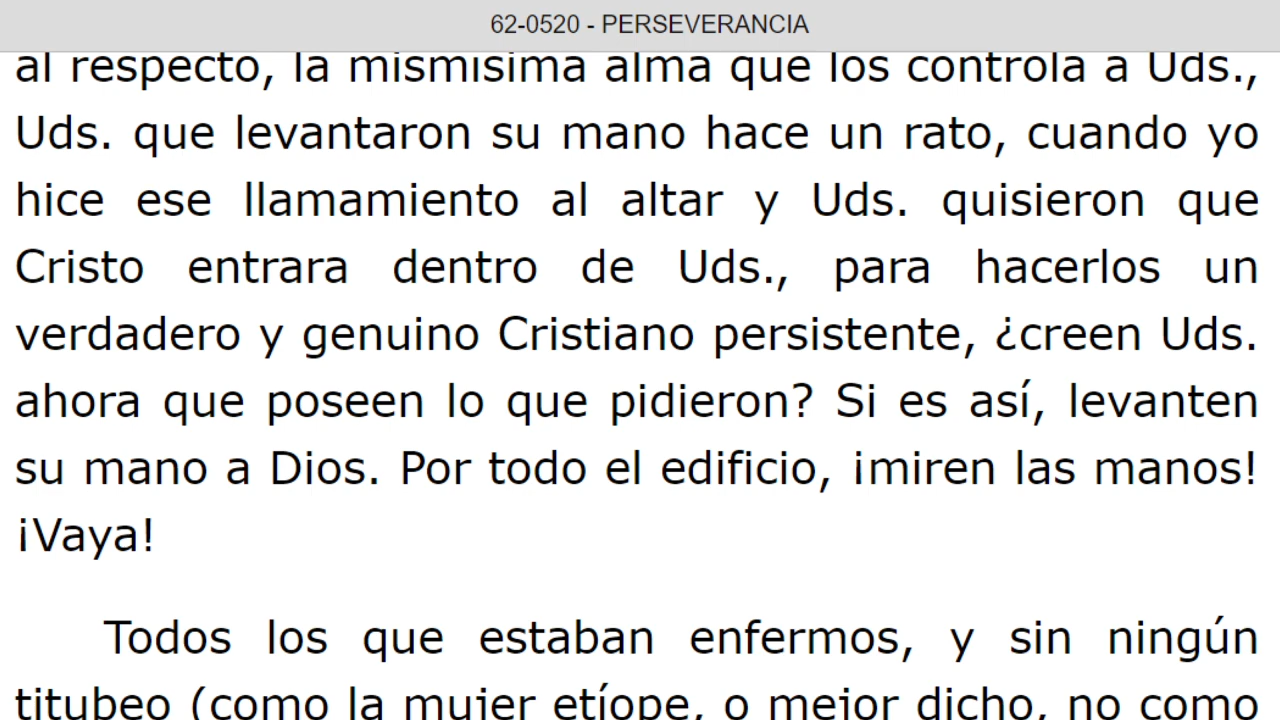 62-0520 - PERSEVERANCIA
al respecto, la mismísima alma que los controla a Uds.,
Uds. que levantaron su mano hace un rato, cuando yo
hice ese llamamiento al altar y Uds. quisieron que
Cristo entrara dentro de Uds., para hacerlos un
verdadero y genuino Cristiano persistente, ¿creen Uds.
ahora que poseen lo que pidieron? Si es así, levanten
su mano a Dios. Por todo el edificio, ¡miren las manos!
¡Vaya!
Todos los que estaban enfermos, y sin ningún
titubeo (como la mujer etíope, o mejor dicho, no como